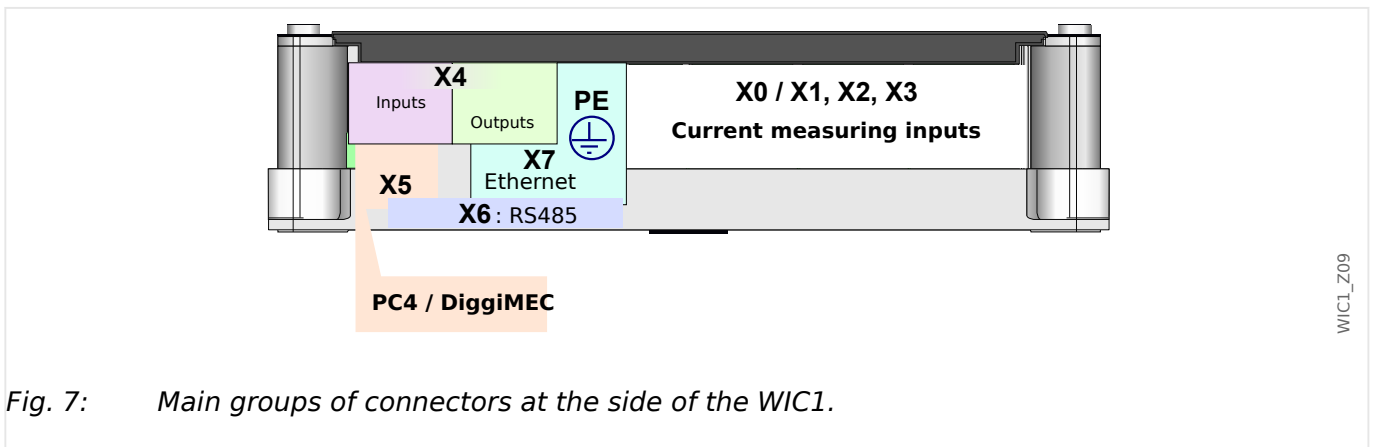 X4
Inputs
Outputs
PE
X0 / X1, X2, X3
Current measuring inputs
X7
Ethernet
X5
X6 : RS485
PC4 / DiggiMEC
WIC1_Z09
Fig. 7: Main groups of connectors at the side of the WIC1.